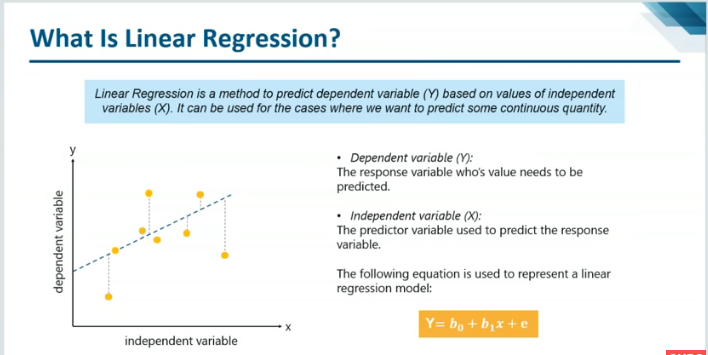 What Is Linear Regression?
Linear Regression is a method to predict dependent variable (Y) based on values of independent
variables (X). It can be used for the cases where we want to predict some continuous quantity.
y
dependent variable
x
independent variable
• Dependent variable (Y):
The response variable who's value needs to be
predicted.
• Independent variable (X):
The predictor variable used to predict the response
variable.
The following equation is used to represent a linear
regression model:
Y= b₀ + b₁x + e